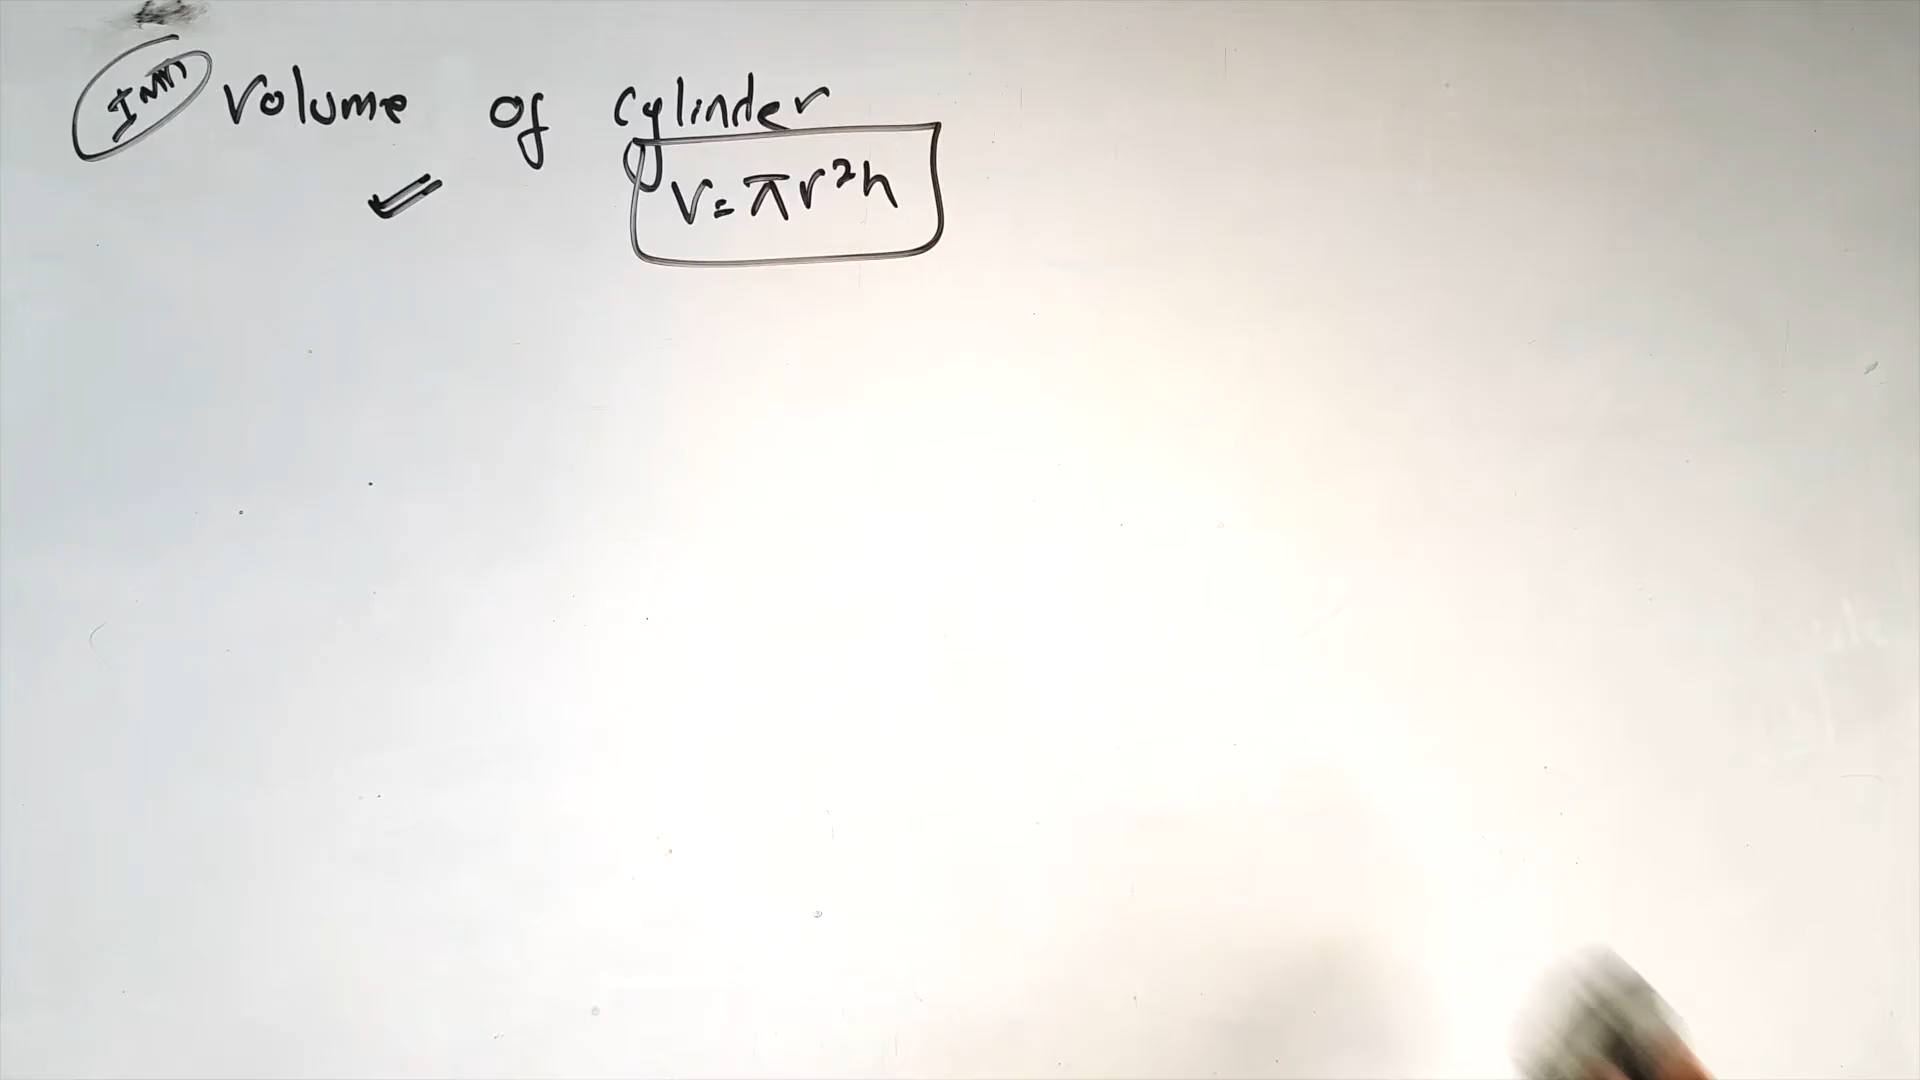 Volume of cylinder
V = πr²h